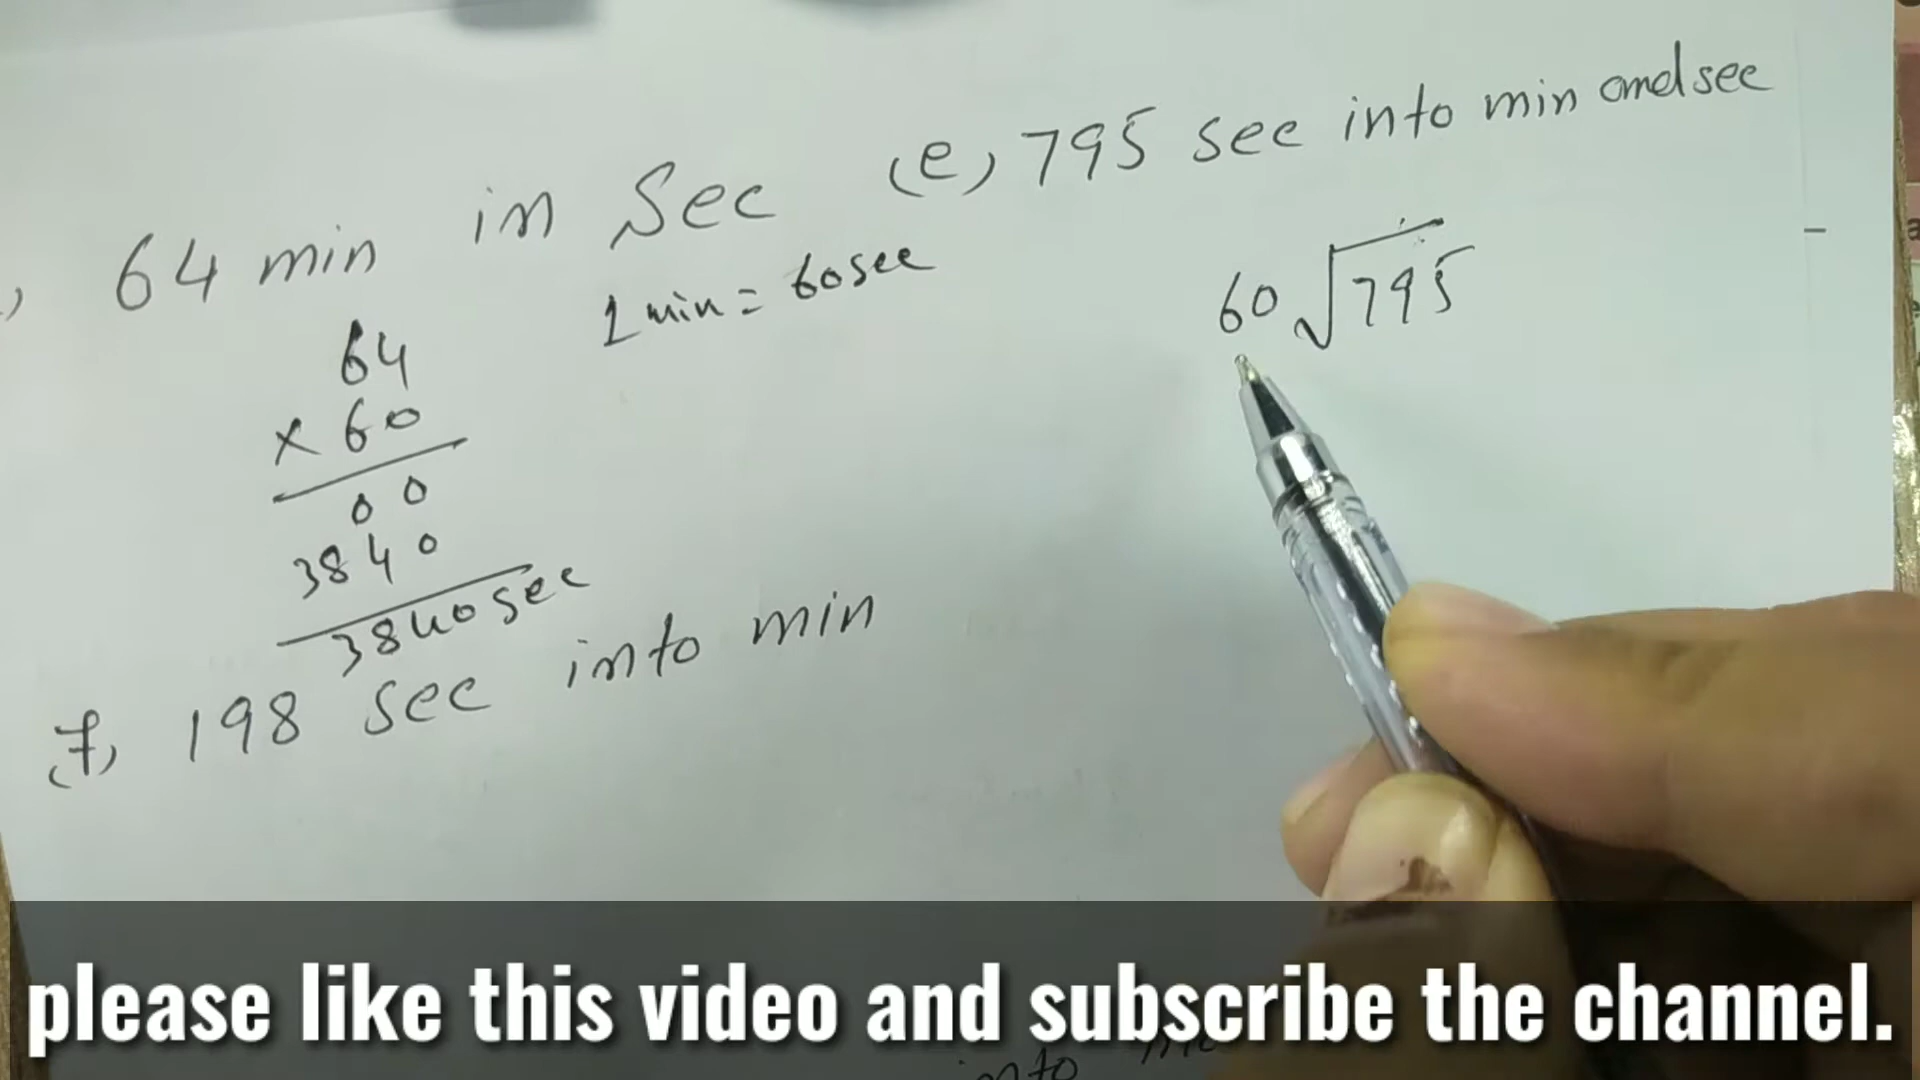 64 min in Sec
1 min = 60 sec
64
× 60
00
3840
3840 sec
(e) 795 sec into min and sec
60 √795
(f) 198 sec into min
please like this video and subscribe the channel.
into